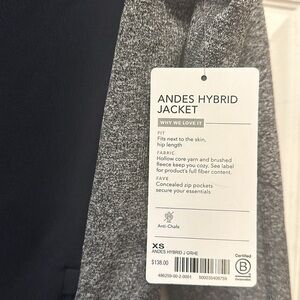 ANDES HYBRID
JACKET
WHY WE LOVE IT
FIT
Fits next to the skin,
hip length
FABRIC
Hollow core yarn and brushed
fleece keep you cozy. See label
for product's full fiber content.
FAVE
Concealed zip pockets
secure your essentials
Anti-Chafe
XS
ANDES HYBRID J GRHE
$138.00
Certified
B
Corporation